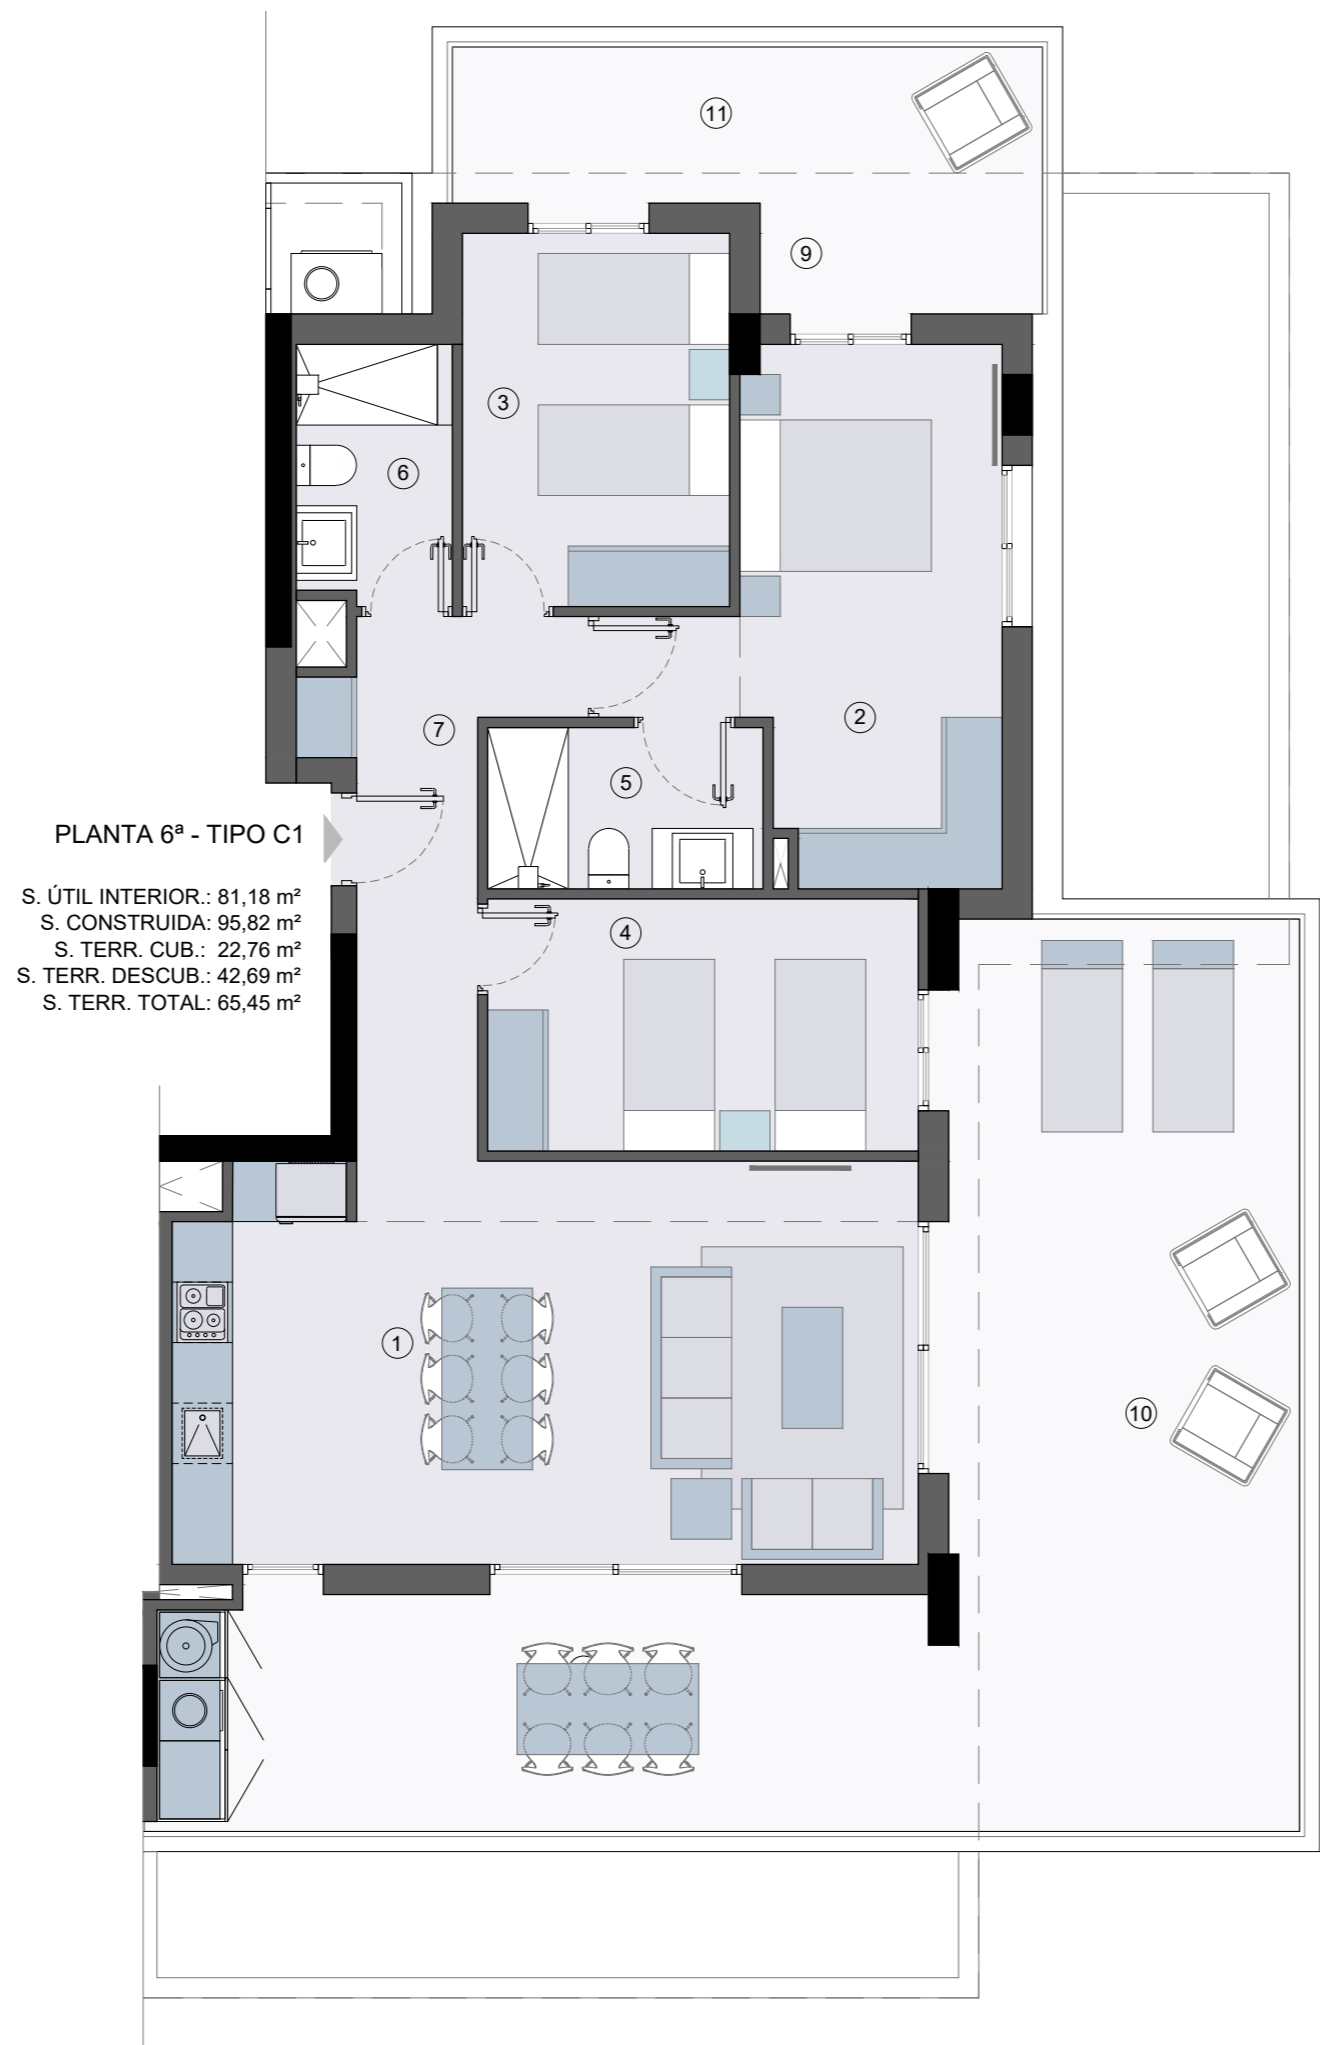 11
9
3
6
2
7
5
PLANTA 6ª - TIPO C1
S. ÚTIL INTERIOR.: 81,18 m²
S. CONSTRUIDA: 95,82 m²
S. TERR. CUB.: 22,76 m²
S. TERR. DESCUB.: 42,69 m²
S. TERR. TOTAL: 65,45 m²
4
1
10